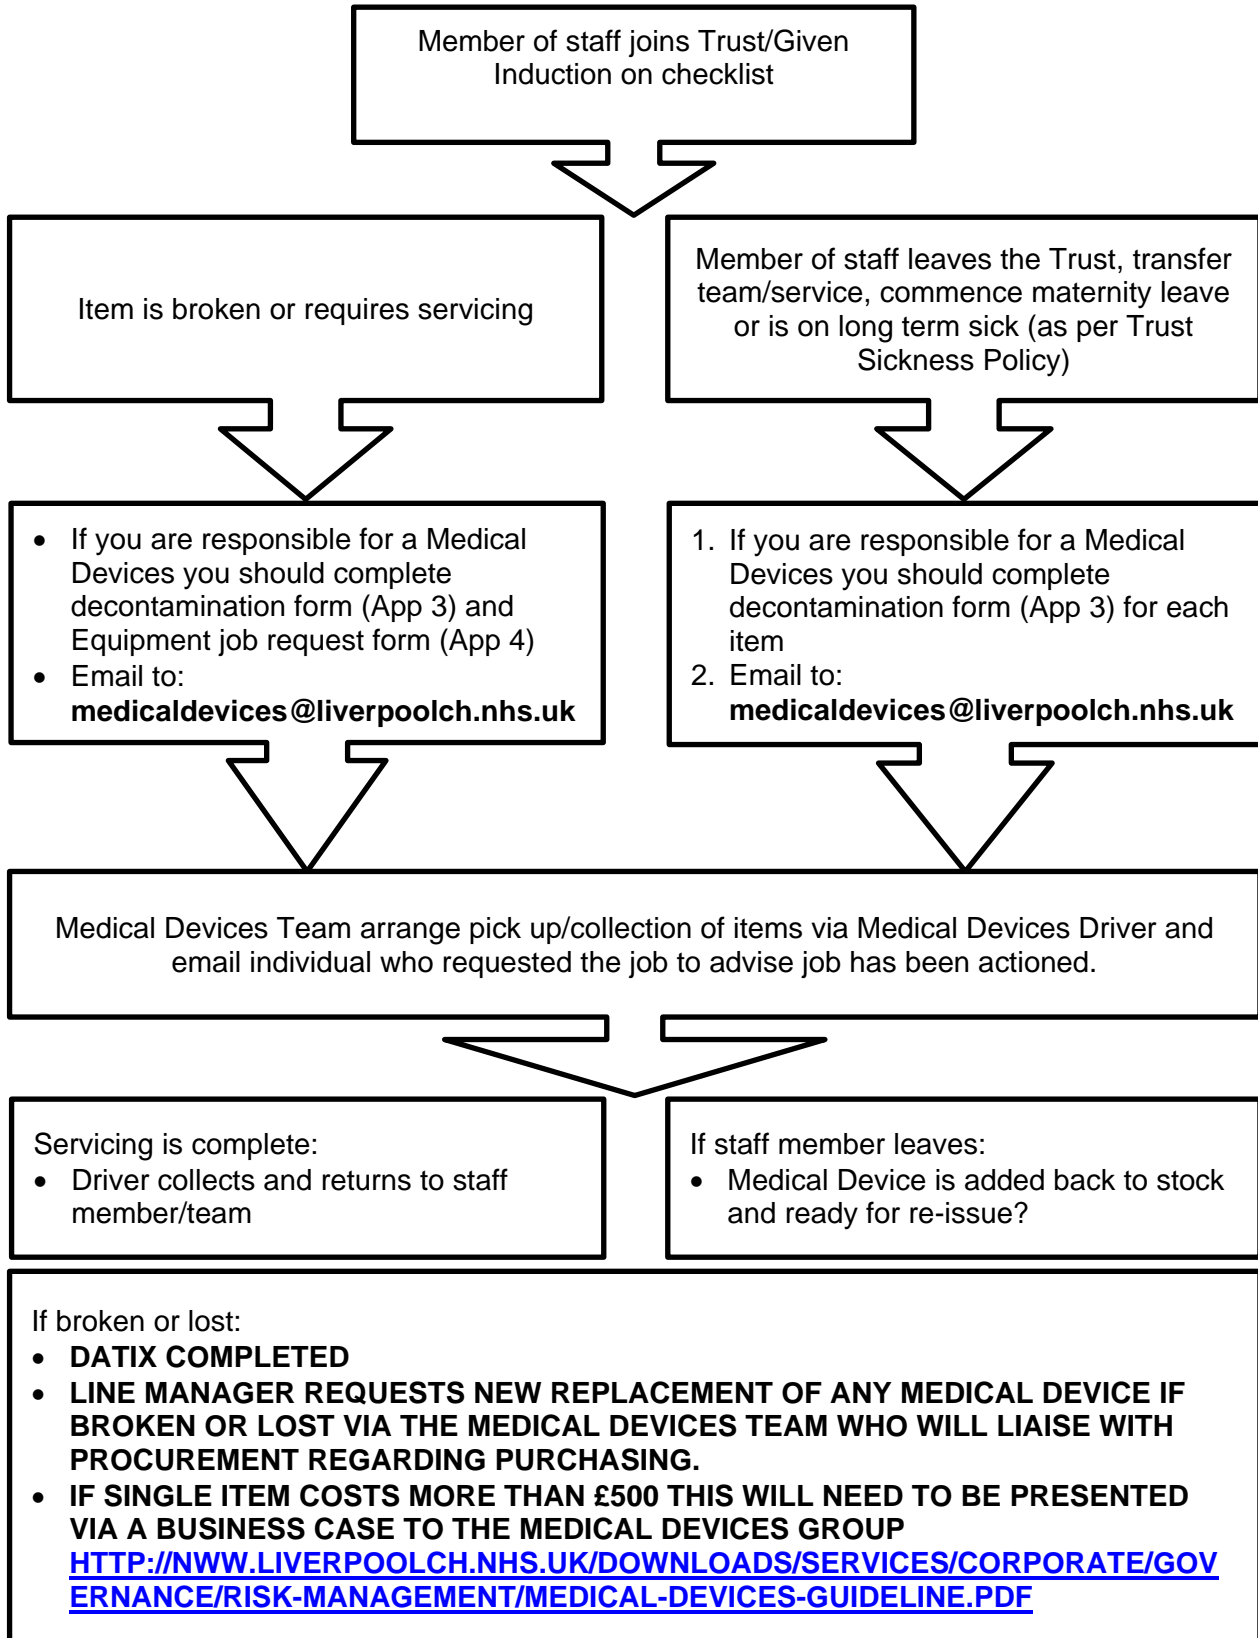 Member of staff joins Trust/Given
Induction on checklist
Item is broken or requires servicing
Member of staff leaves the Trust, transfer
team/service, commence maternity leave
or is on long term sick (as per Trust
Sickness Policy)
• If you are responsible for a Medical
Devices you should complete
decontamination form (App 3) and
Equipment job request form (App 4)
• Email to:
medicaldevices@liverpoolch.nhs.uk
1. If you are responsible for a Medical
Devices you should complete
decontamination form (App 3) for each
item
2. Email to:
medicaldevices@liverpoolch.nhs.uk
Medical Devices Team arrange pick up/collection of items via Medical Devices Driver and
email individual who requested the job to advise job has been actioned.
Servicing is complete:
• Driver collects and returns to staff
member/team
If staff member leaves:
• Medical Device is added back to stock
and ready for re-issue?
If broken or lost:
• DATIX COMPLETED
• LINE MANAGER REQUESTS NEW REPLACEMENT OF ANY MEDICAL DEVICE IF
BROKEN OR LOST VIA THE MEDICAL DEVICES TEAM WHO WILL LIAISE WITH
PROCUREMENT REGARDING PURCHASING.
• IF SINGLE ITEM COSTS MORE THAN £500 THIS WILL NEED TO BE PRESENTED
VIA A BUSINESS CASE TO THE MEDICAL DEVICES GROUP
HTTP://NWW.LIVERPOOLCH.NHS.UK/DOWNLOADS/SERVICES/CORPORATE/GOV
ERNANCE/RISK-MANAGEMENT/MEDICAL-DEVICES-GUIDELINE.PDF